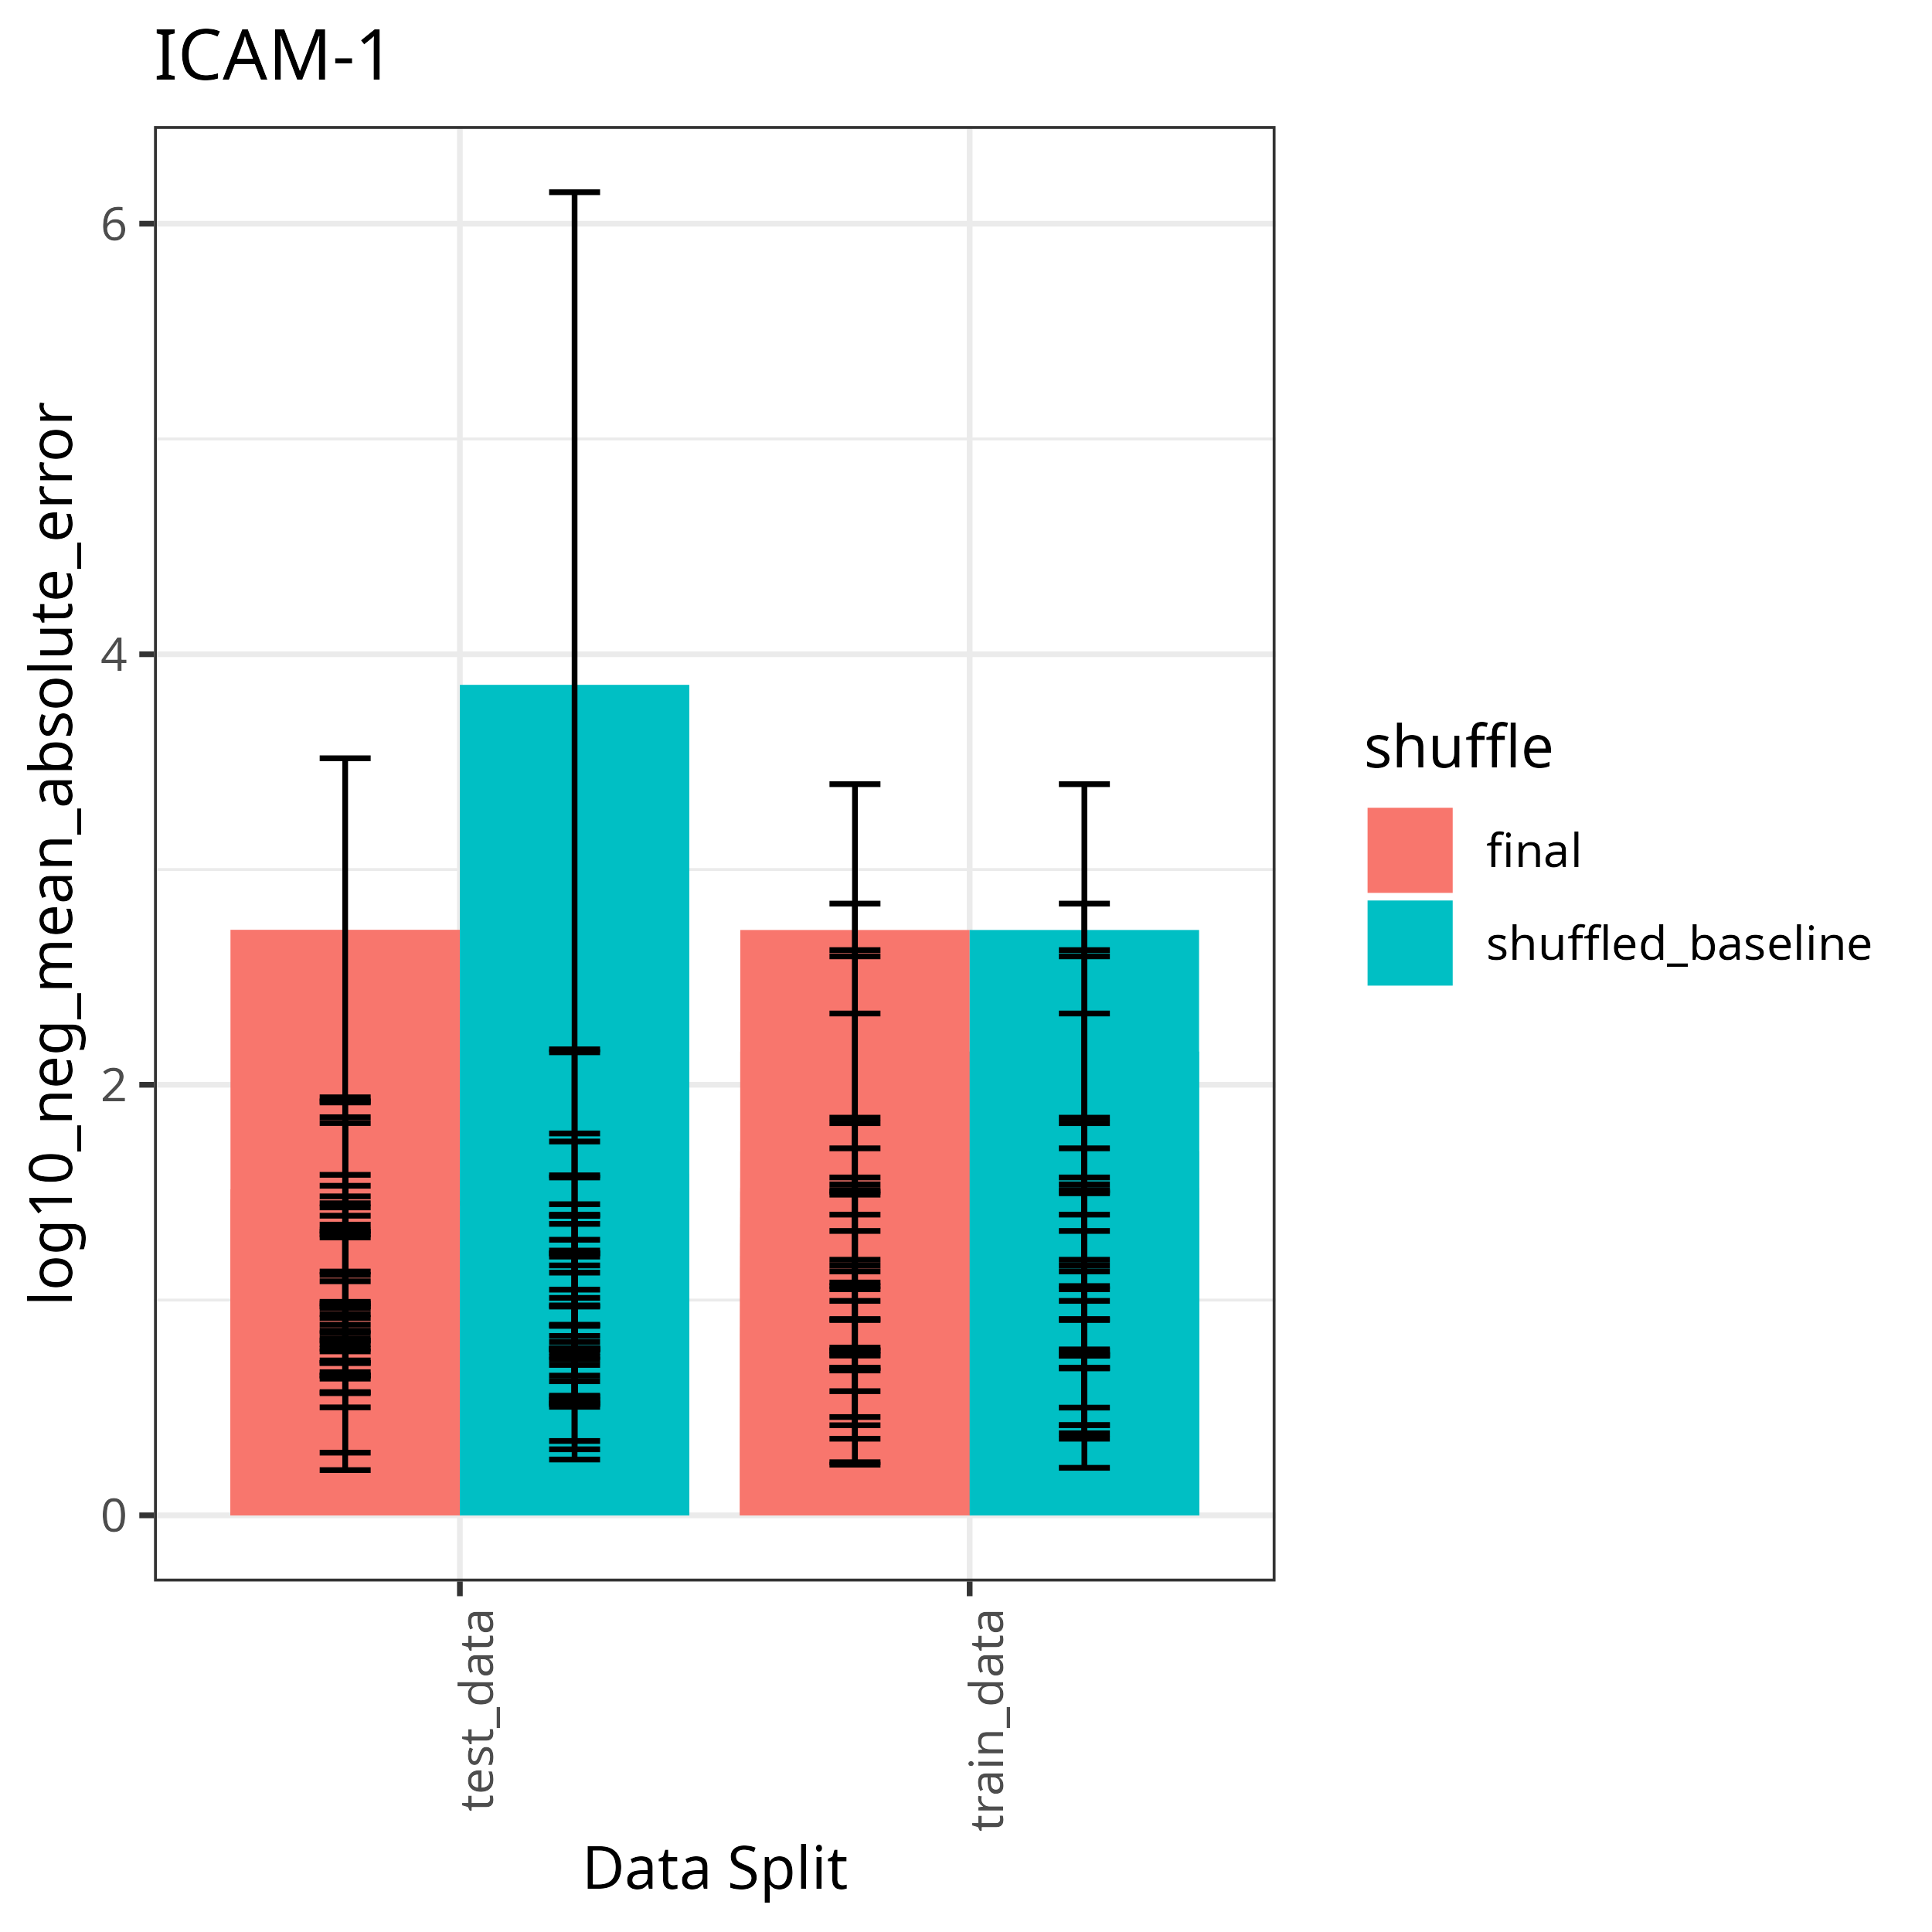 ICAM-1
log10_neg_mean_absolute_error
6
4
2
0
test_data
train_data
Data Split
shuffle
final
shuffled_baseline